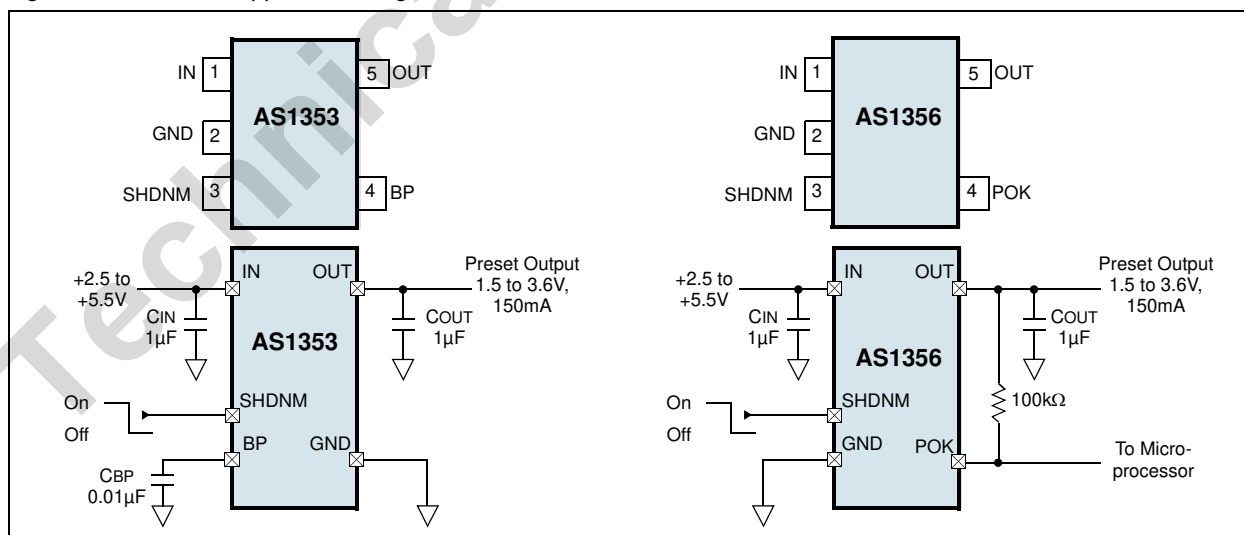 IN 1
5 OUT
AS1353
GND 2
SHDNM 3
4 BP
IN 1
5 OUT
AS1356
GND 2
SHDNM 3
4 POK
+2.5 to
+5.5V
IN
OUT
Preset Output
1.5 to 3.6V,
150mA
CIN
1µF
COUT
1µF
AS1353
On
Off
SHDNM
BP
GND
CBP
0.01µF
+2.5 to
+5.5V
IN
OUT
Preset Output
1.5 to 3.6V,
150mA
CIN
1µF
COUT
1µF
AS1356
100kΩ
On
Off
SHDNM
GND
POK
To Micro-
processor
Technica